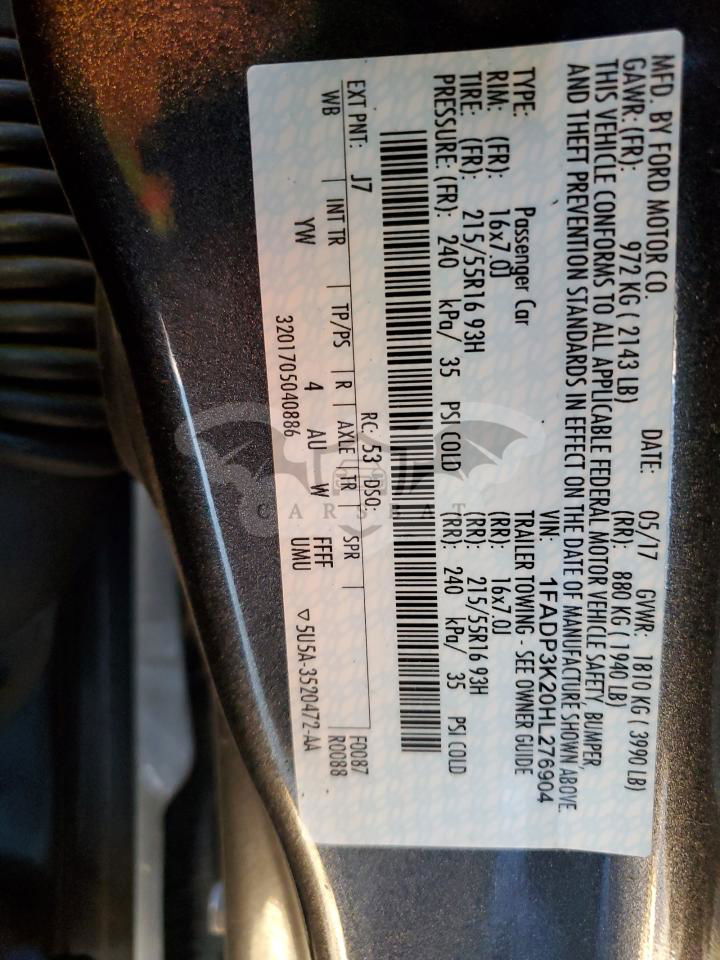 MFD. BY FORD MOTOR CO. DATE: 05/17 GVWR: 1810 KG ( 3990 LB)
GAWR: (FR): 972 KG ( 2143 LB) (RR): 880 KG ( 1940 LB)
THIS VEHICLE CONFORMS TO ALL APPLICABLE FEDERAL MOTOR VEHICLE SAFETY, BUMPER,
AND THEFT PREVENTION STANDARDS IN EFFECT ON THE DATE OF MANUFACTURE SHOWN ABOVE.
VIN: 1FADP3K20HL276904
TYPE: Passenger Car TRAILER TOWING - SEE OWNER GUIDE
RIM: (FR): 16x7.0J (RR): 16x7.0J
TIRE: (FR): 215/55R16 93H (RR): 215/55R16 93H
PRESSURE: (FR): 240 kPa/ 35 PSI COLD (RR): 240 kPa/ 35 PSI COLD
EXT PNT: J7 RC: 53 DSO: F0087
WB INT TR TP/PS R AXLE TR SPR R0088
YW 4 AU W FFFF
UMU
3201705040886 ▽5U5A-3520472-AA
CARSBAT